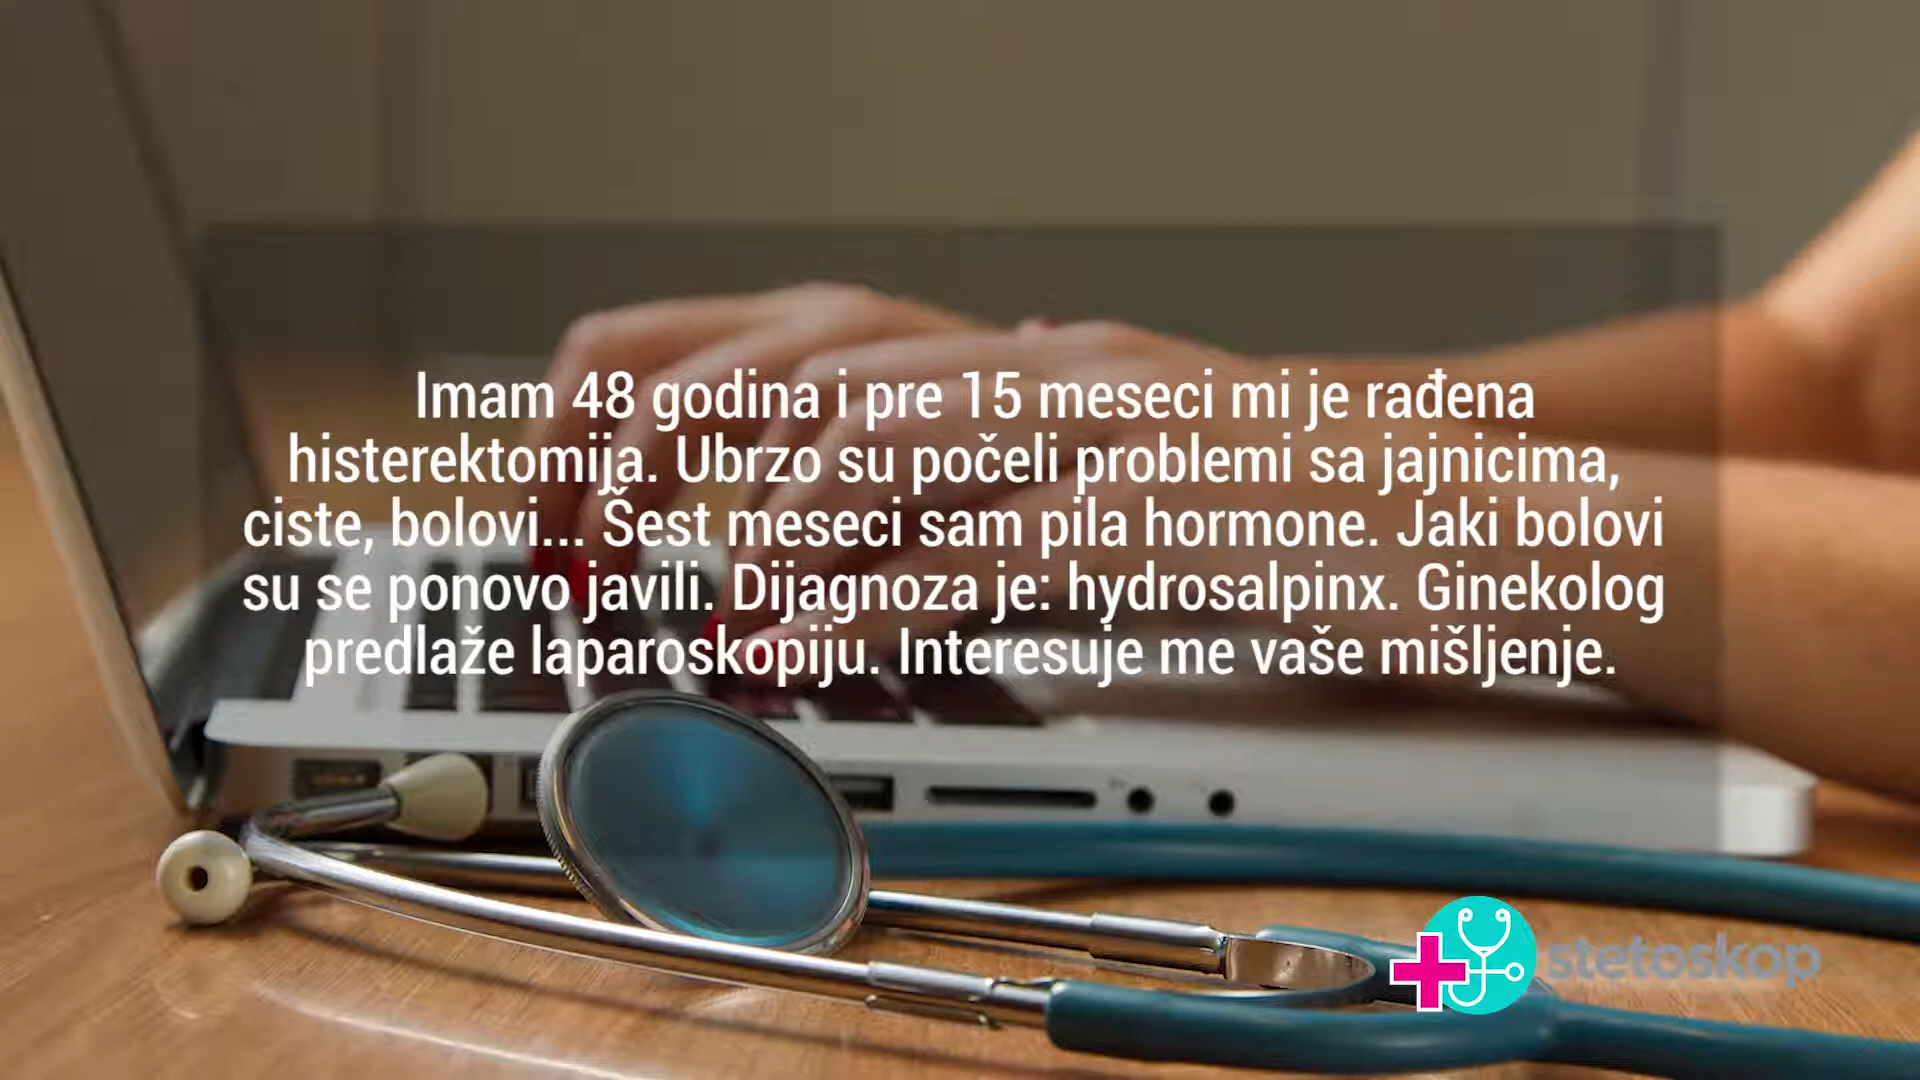 Imam 48 godina i pre 15 meseci mi je rađena
histerektomija. Ubrzo su počeli problemi sa jajnicima,
ciste, bolovi... Šest meseci sam pila hormone. Jaki bolovi
su se ponovo javili. Dijagnoza je: hydrosalpinx. Ginekolog
predlaže laparoskopiju. Interesuje me vaše mišljenje.
stetoskop